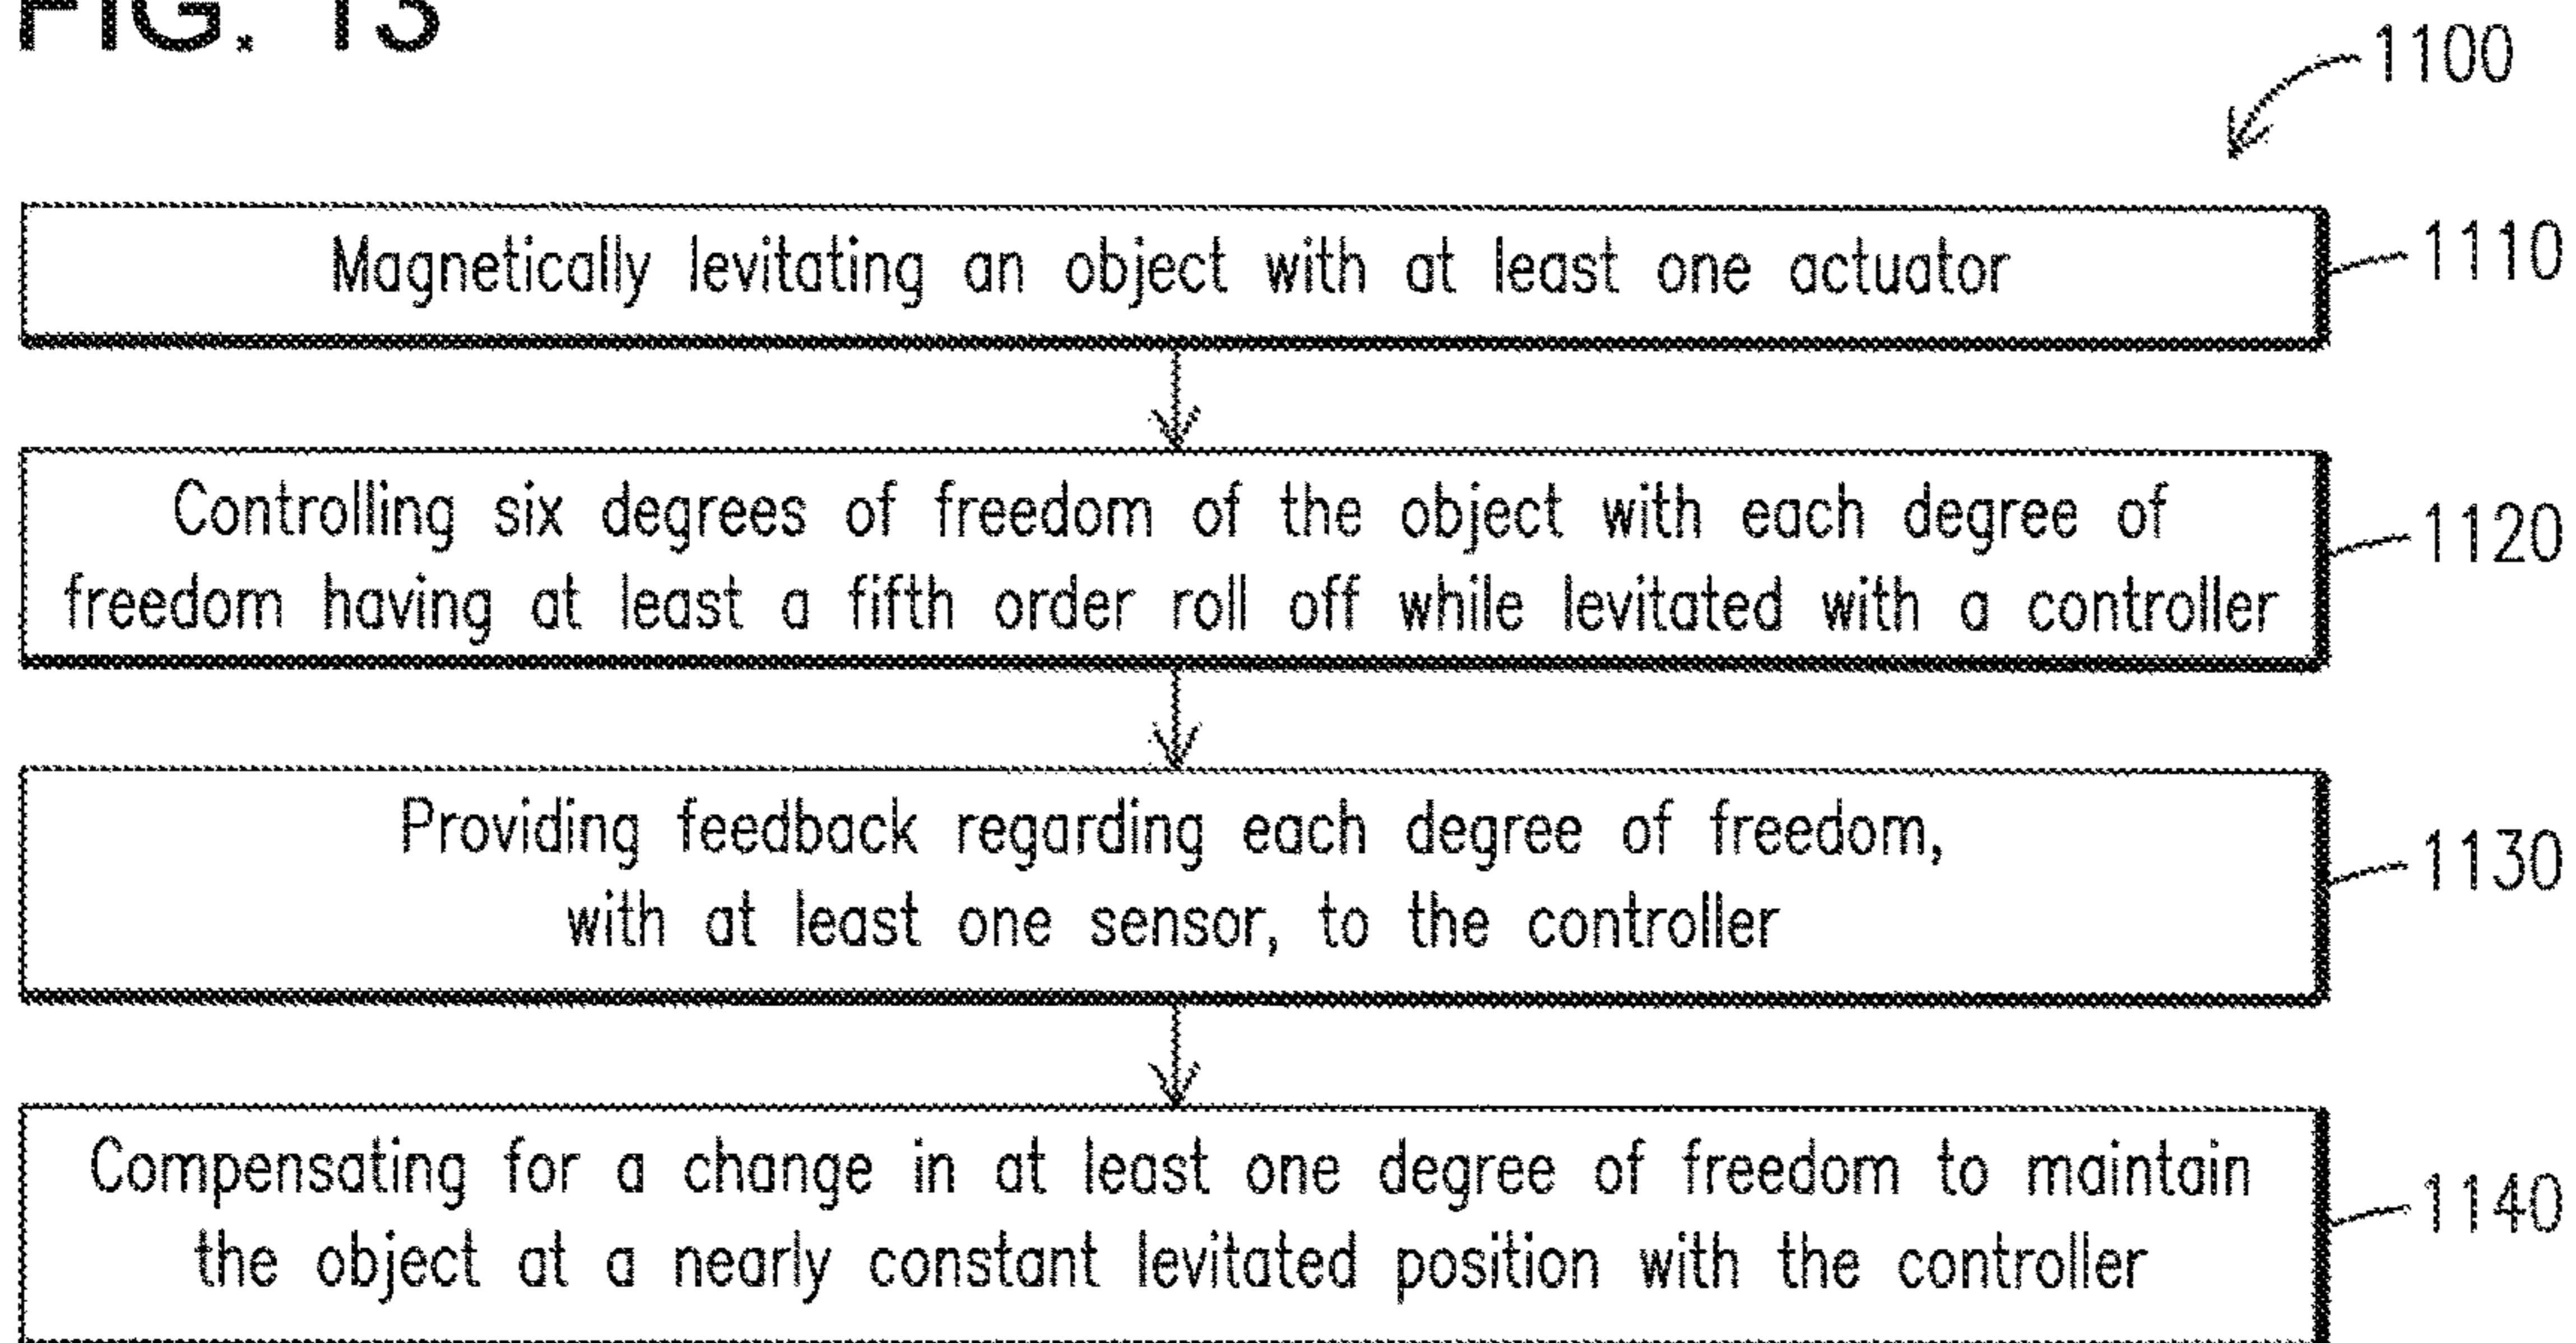 FIG. 13
1100
Magnetically levitating an object with at least one actuator
1110
Controlling six degrees of freedom of the object with each degree of
freedom having at least a fifth order roll off while levitated with a controller
1120
Providing feedback regarding each degree of freedom,
with at least one sensor, to the controller
1130
Compensating for a change in at least one degree of freedom to maintain
the object at a nearly constant levitated position with the controller
1140